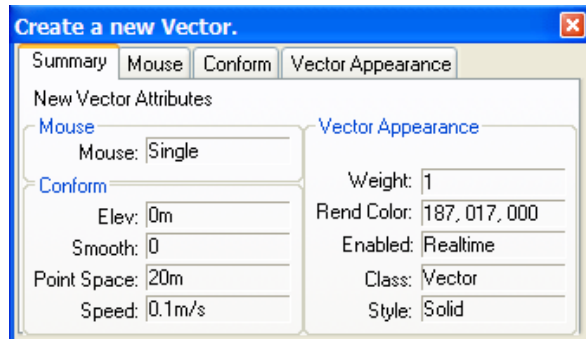 Create a new Vector.
Summary Mouse Conform Vector Appearance
New Vector Attributes
Mouse
Mouse: Single
Conform
Elev: 0m
Smooth: 0
Point Space: 20m
Speed: 0.1m/s
Vector Appearance
Weight: 1
Rend Color: 187, 017, 000
Enabled: Realtime
Class: Vector
Style: Solid